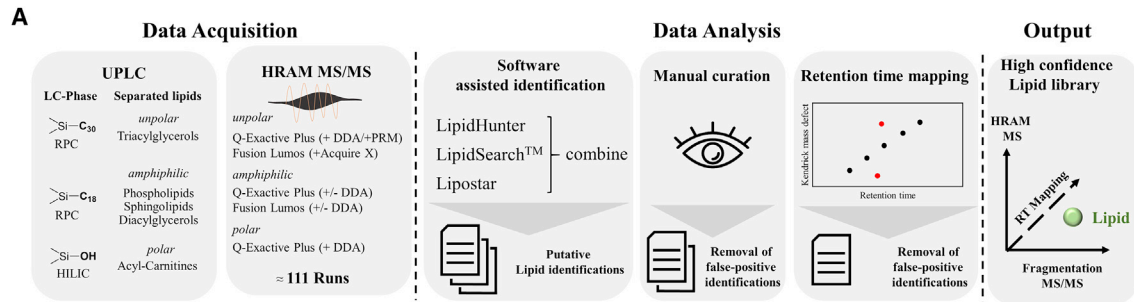 A
Data Acquisition
Data Analysis
Output
UPLC
LC-Phase
Separated lipids
Si—C30
RPC
unpolar
Triacylglycerols
Si—C18
RPC
amphiphilic
Phospholipids
Sphingolipids
Diacylglycerols
Si—OH
HILIC
polar
Acyl-Carnitines
HRAM MS/MS
unpolar
Q-Exactive Plus (+ DDA/+PRM)
Fusion Lumos (+Acquire X)
amphiphilic
Q-Exactive Plus (+/- DDA)
Fusion Lumos (+/- DDA)
polar
Q-Exactive Plus (+ DDA)
≈ 111 Runs
Software
assisted identification
LipidHunter
LipidSearch™
Lipostar
combine
Putative
Lipid identifications
Manual curation
Removal of
false-positive
identifications
Retention time mapping
Kendrick mass defect
Retention time
Removal of
false-positive
identifications
High confidence
Lipid library
HRAM
MS
RT Mapping
Lipid
Fragmentation
MS/MS